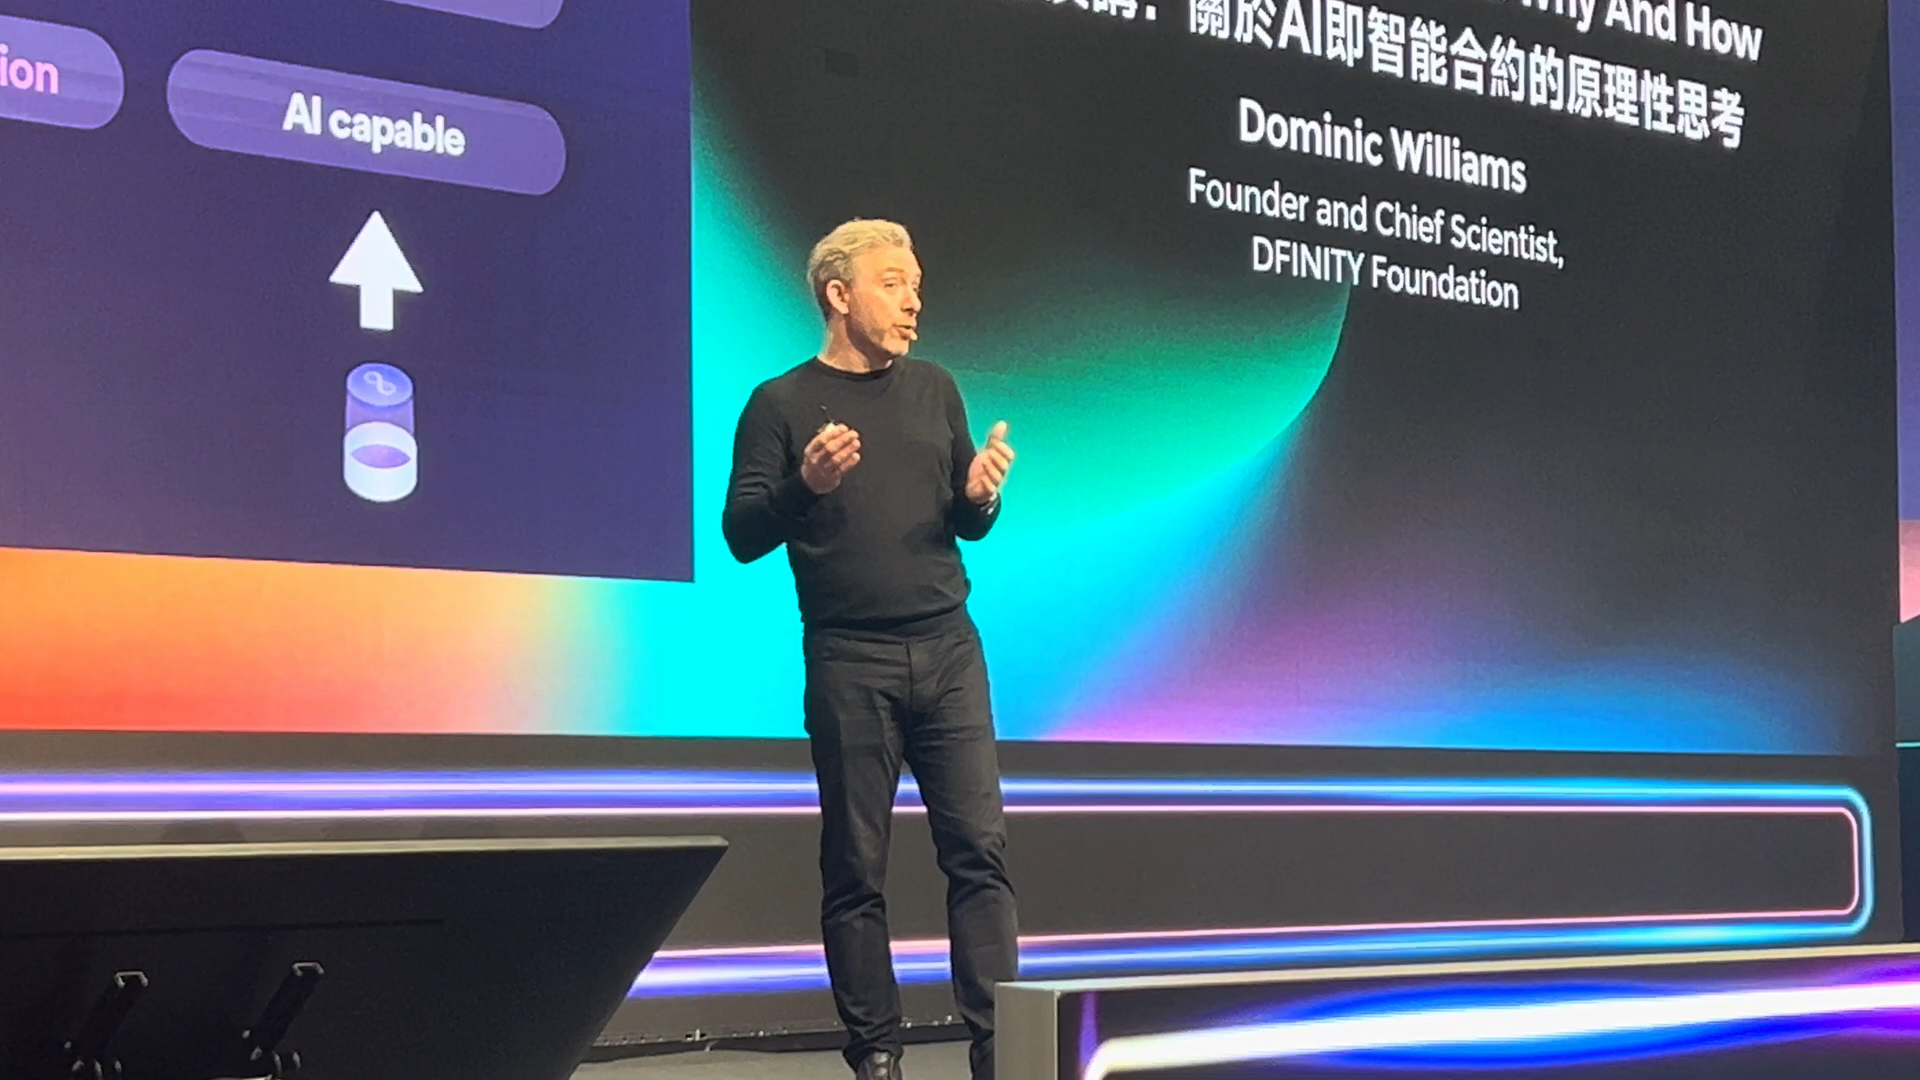 ion
AI capable
Why And How
關於AI即智能合約的原理性思考
Dominic Williams
Founder and Chief Scientist,
DFINITY Foundation